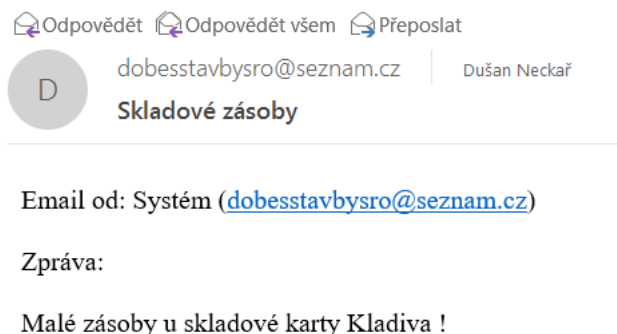 Odpovědět Odpovědět všem Přeposlat
D
dobesstavbysro@seznam.cz Dušan Neckař
Skladové zásoby
Email od: Systém (dobesstavbysro@seznam.cz)
Zpráva:
Malé zásoby u skladové karty Kladiva !